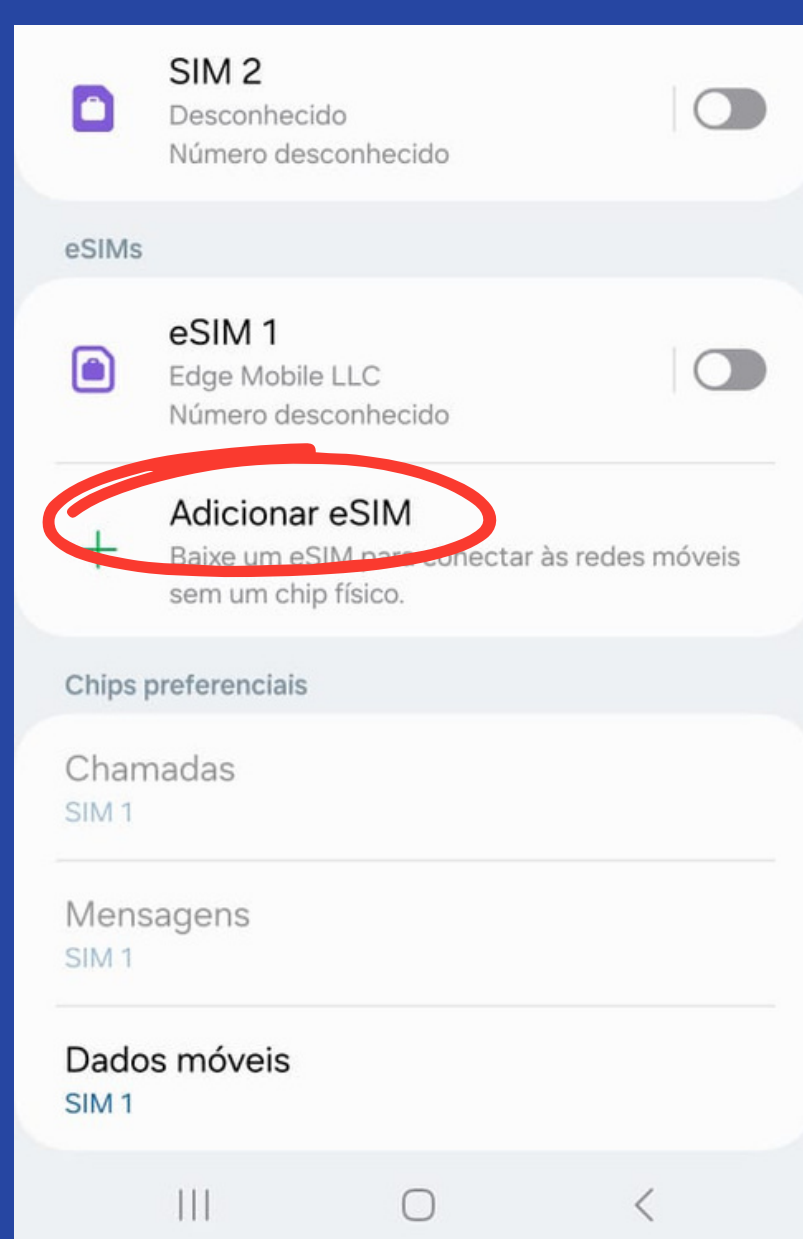 SIM 2
Desconhecido
Número desconhecido
eSIMs
eSIM 1
Edge Mobile LLC
Número desconhecido
Adicionar eSIM
Baixe um eSIM para conectar às redes móveis
sem um chip físico.
Chips preferenciais
Chamadas
SIM 1
Mensagens
SIM 1
Dados móveis
SIM 1